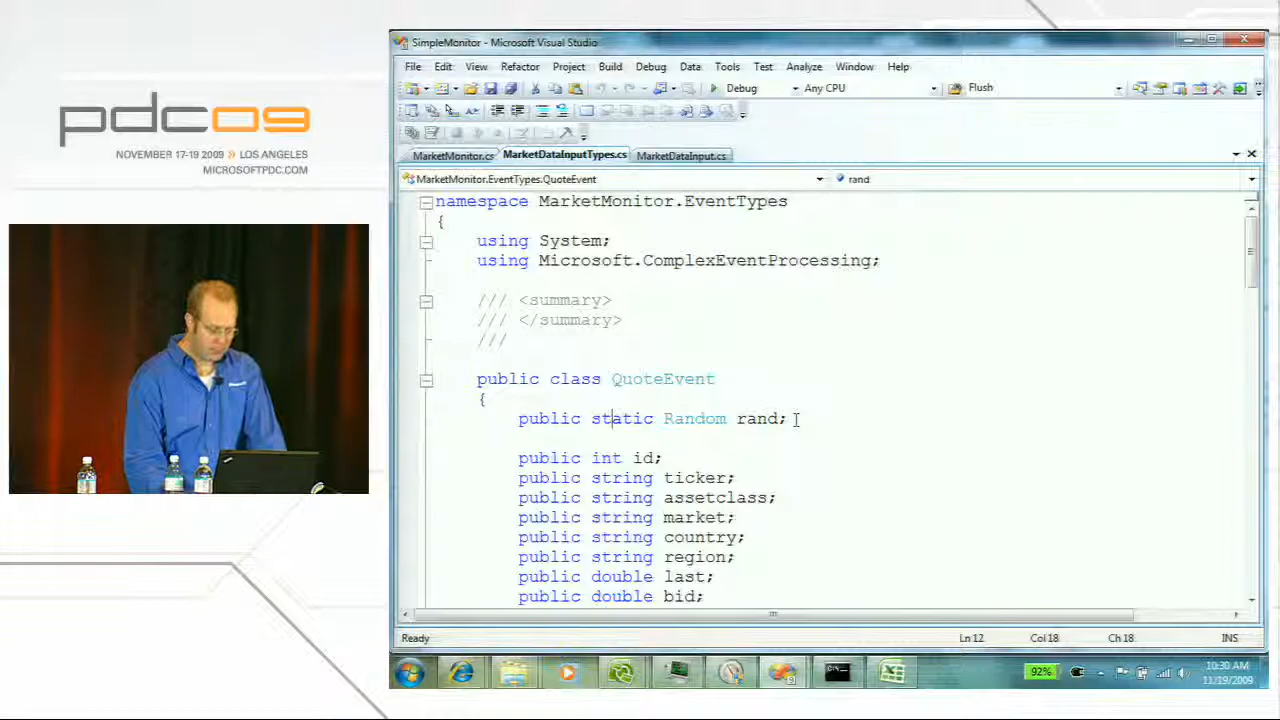 pdc09
NOVEMBER 17-19 2009 » LOS ANGELES
MICROSOFTPDC.COM
SimpleMonitor - Microsoft Visual Studio
File Edit View Refactor Project Build Debug Data Tools Test Analyze Window Help
Debug Any CPU Flush
MarketMonitor.cs MarketDataInputTypes.cs MarketDataInput.cs
MarketMonitor.EventTypes.QuoteEvent rand
namespace MarketMonitor.EventTypes
{
using System;
using Microsoft.ComplexEventProcessing;
/// <summary>
/// </summary>
///
public class QuoteEvent
{
public static Random rand;
public int id;
public string ticker;
public string assetclass;
public string market;
public string country;
public string region;
public double last;
public double bid;
Ready Ln 12 Col 18 Ch 18 INS
92% 10:30 AM
11/19/2009